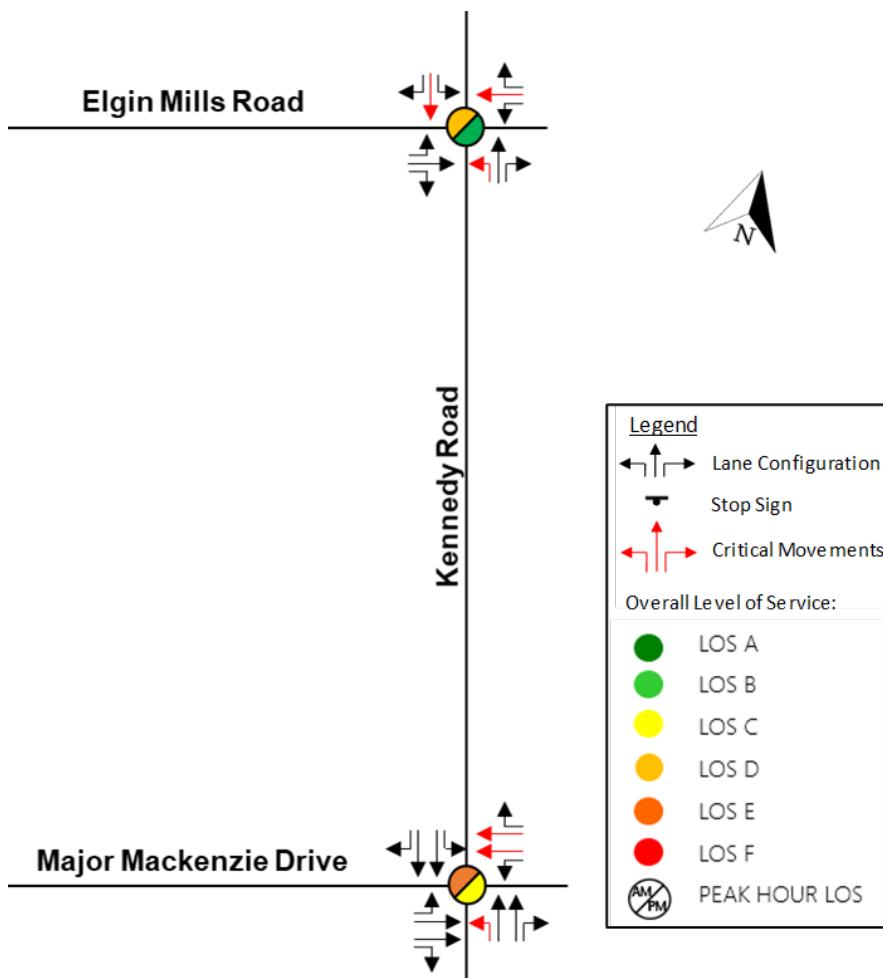 Elgin Mills Road
N
Kennedy Road
Major Mackenzie Drive
Legend
Lane Configuration
Stop Sign
Critical Movements
Overall Level of Service:
LOS A
LOS B
LOS C
LOS D
LOS E
LOS F
AM/PM PEAK HOUR LOS